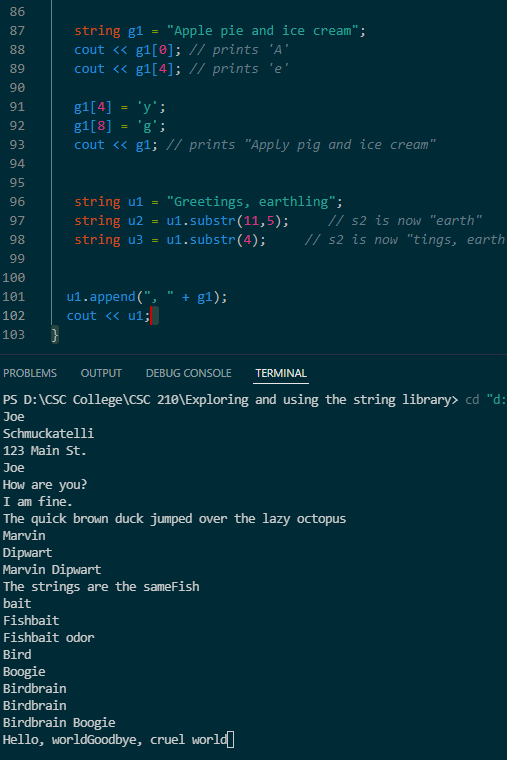 86
87 string g1 = "Apple pie and ice cream";
88 cout << g1[0]; // prints 'A'
89 cout << g1[4]; // prints 'e'
90
91 g1[4] = 'y';
92 g1[8] = 'g';
93 cout << g1; // prints "Apply pig and ice cream"
94
95
96 string u1 = "Greetings, earthling";
97 string u2 = u1.substr(11,5); // s2 is now "earth"
98 string u3 = u1.substr(4); // s2 is now "tings, earth
99
100
101 u1.append(", " + g1);
102 cout << u1;
103 }
PROBLEMS OUTPUT DEBUG CONSOLE TERMINAL
PS D:\CSC College\CSC 210\Exploring and using the string library> cd "d:
Joe
Schmuckatelli
123 Main St.
Joe
How are you?
I am fine.
The quick brown duck jumped over the lazy octopus
Marvin
Dipwart
Marvin Dipwart
The strings are the sameFish
bait
Fishbait
Fishbait odor
Bird
Boogie
Birdbrain
Birdbrain
Birdbrain Boogie
Hello, worldGoodbye, cruel world